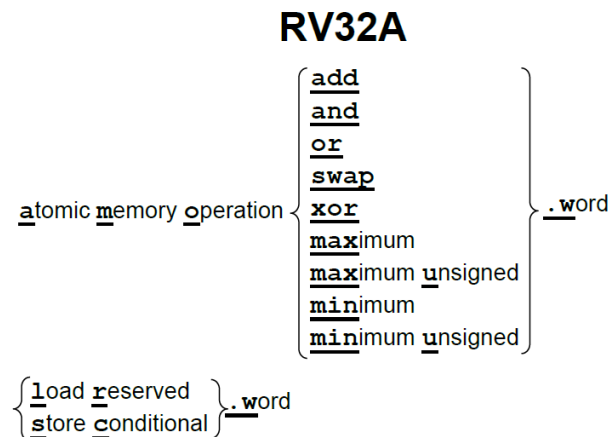 RV32A
add
and
or
swap
atomic memory operation xor .word
maximum
maximum unsigned
minimum
minimum unsigned
load reserved
store conditional
.word